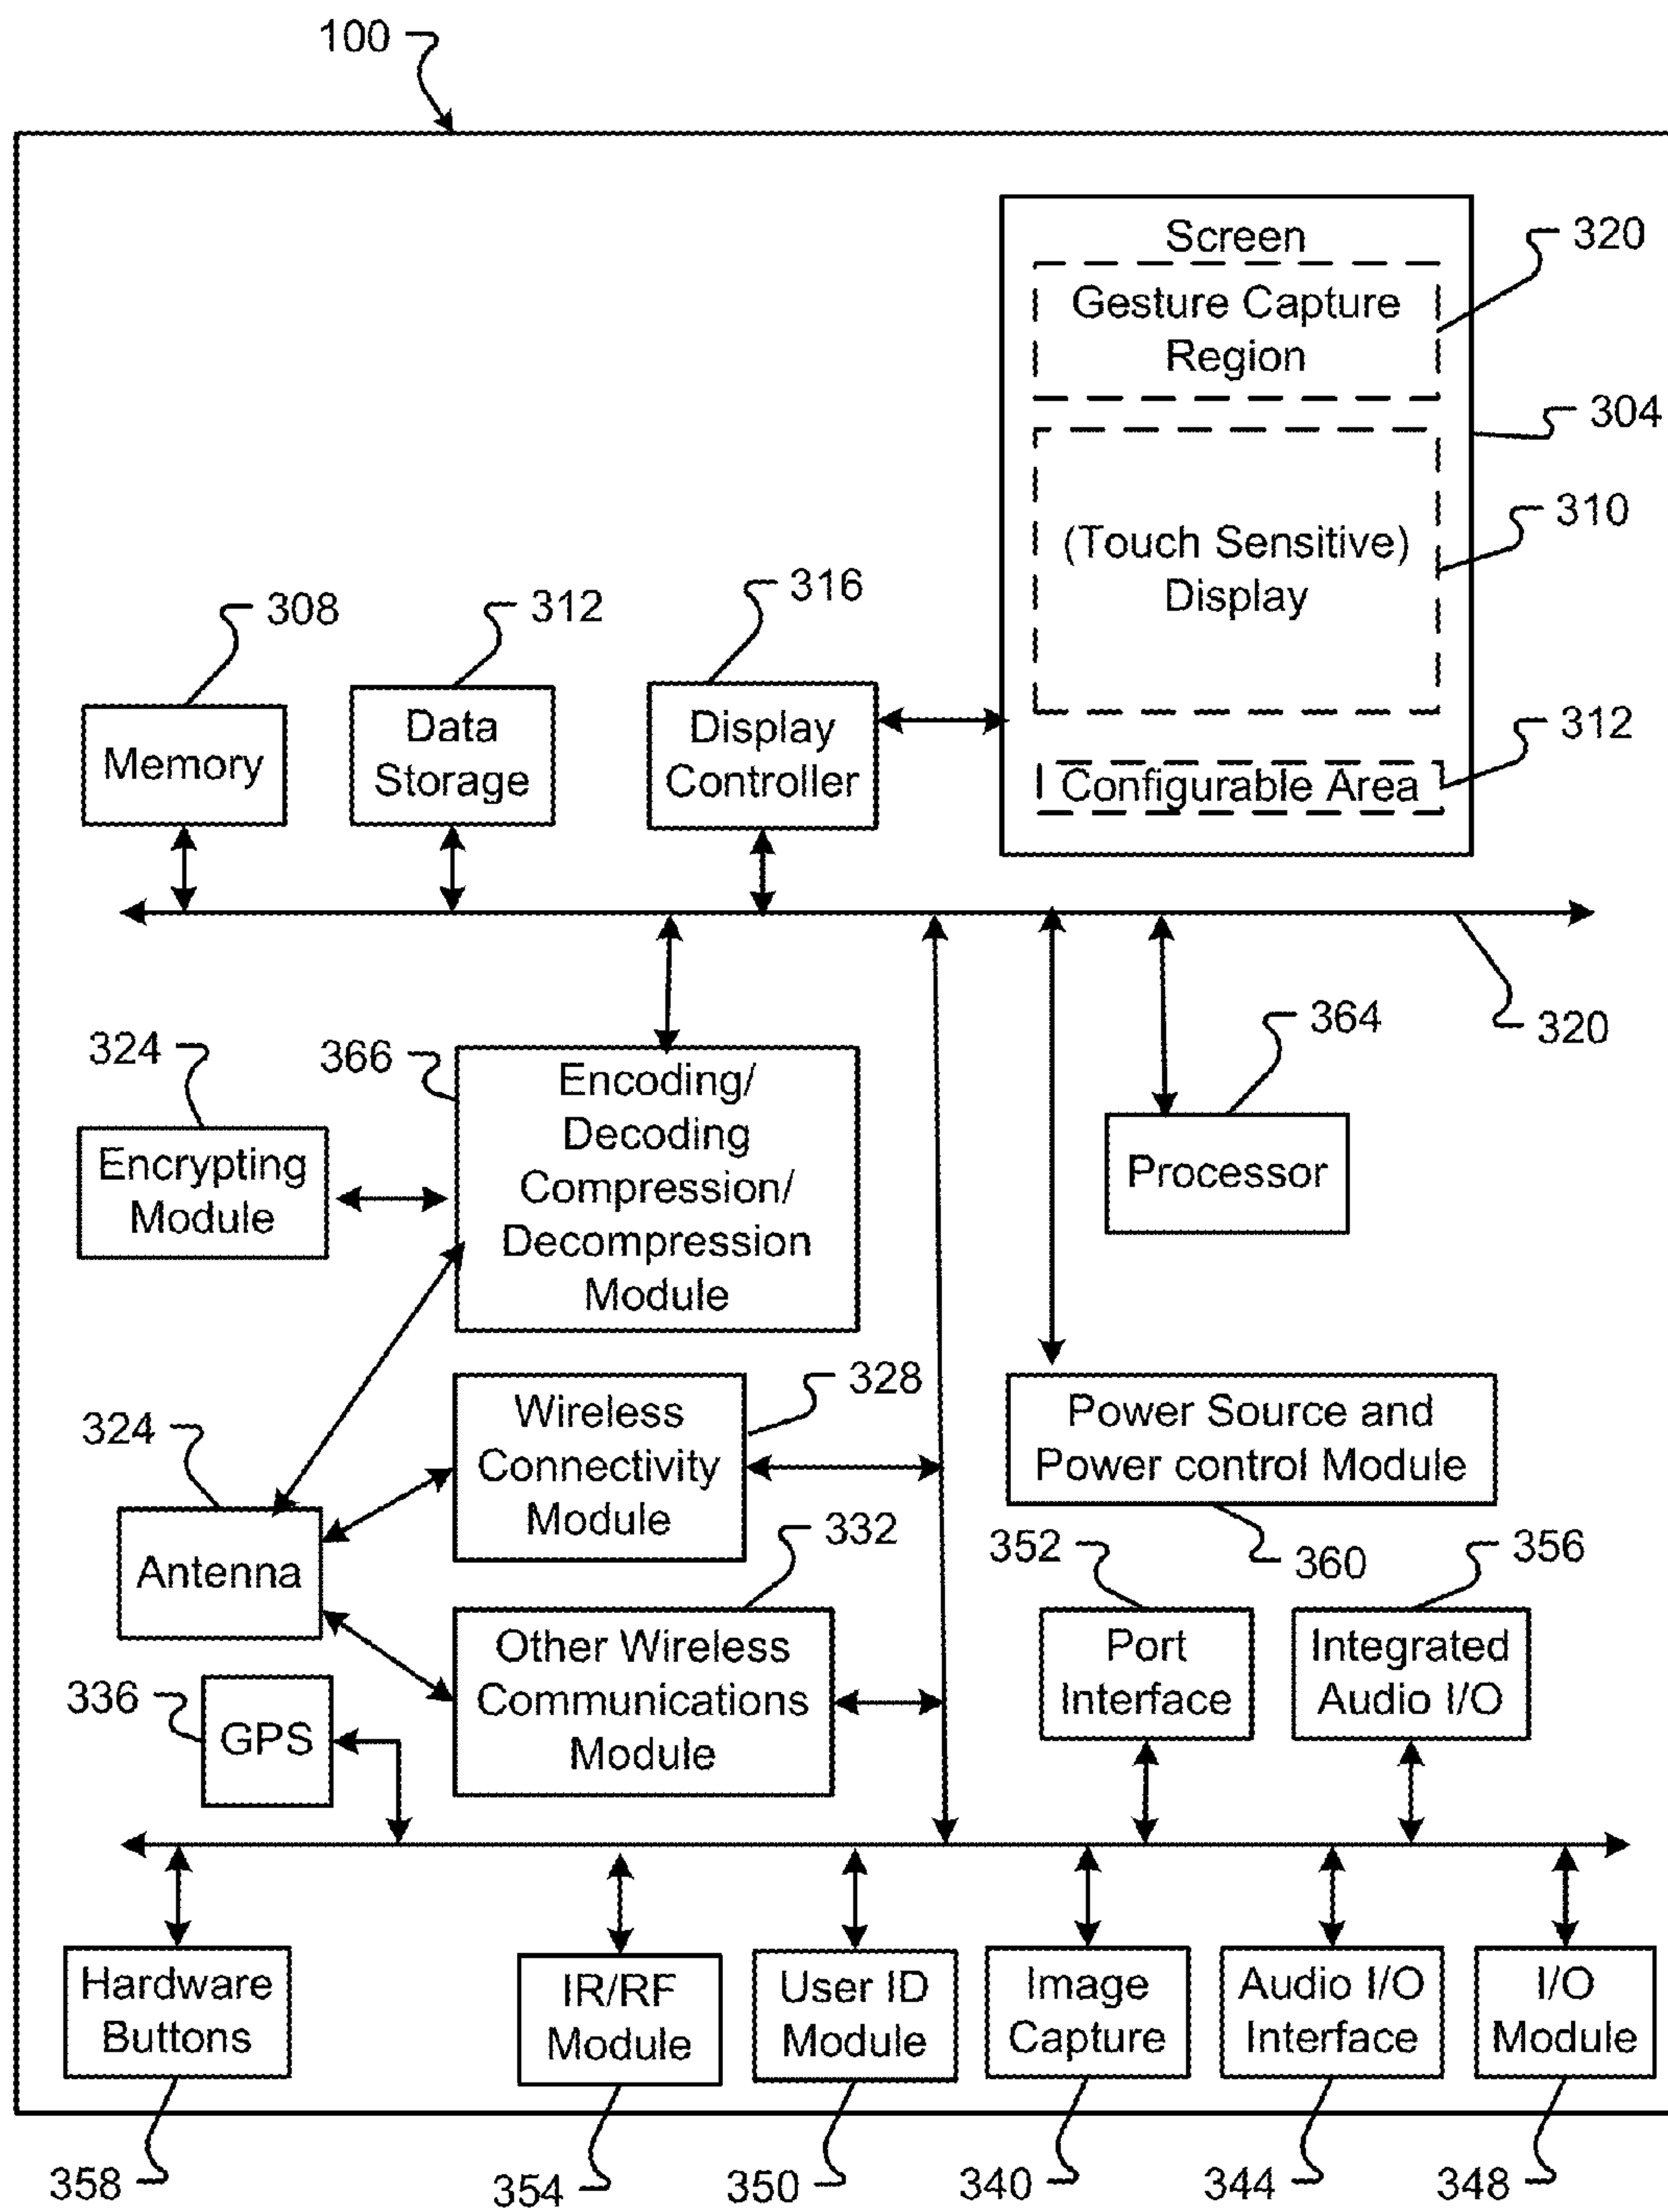 100
Screen
320
Gesture Capture
Region
304
310
(Touch Sensitive)
Display
308
312
316
Memory
Data
Storage
Display
Controller
312
Configurable Area
320
364
324
366
Encoding/
Decoding
Compression/
Decompression
Module
Encrypting
Module
Processor
328
Wireless
Connectivity
Module
Power Source and
Power control Module
324
Antenna
332
352
360
356
Other Wireless
Communications
Module
Port
Interface
Integrated
Audio I/O
336
GPS
Hardware
Buttons
IR/RF
Module
User ID
Module
Image
Capture
Audio I/O
Interface
I/O
Module
358
354
350
340
344
348